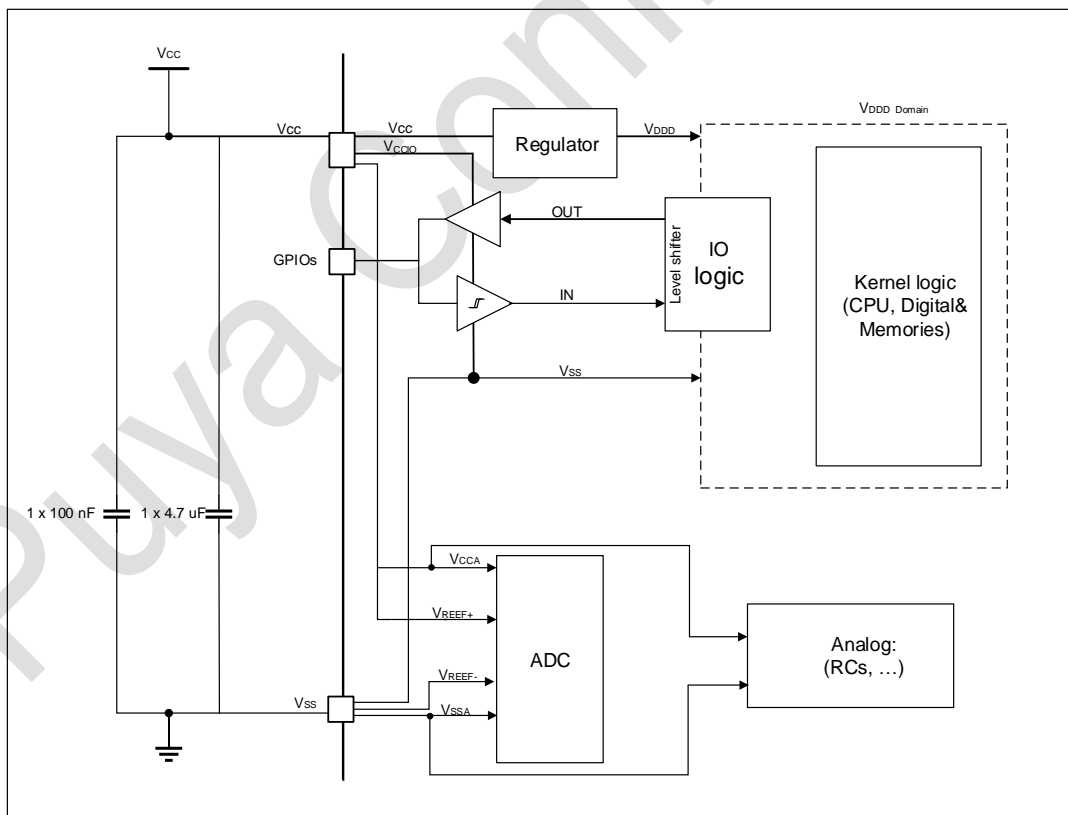 VCC
VCC
VCC
VCCIO
Regulator
VDDD
VDDD Domain
OUT
GPIOs
Level shifter
IO
logic
IN
Kernel logic
(CPU, Digital&
Memories)
VSS
1 x 100 nF
1 x 4.7 uF
VCCA
VREEF+
ADC
VREEF-
VSS
VSSA
Analog:
(RCs, …)